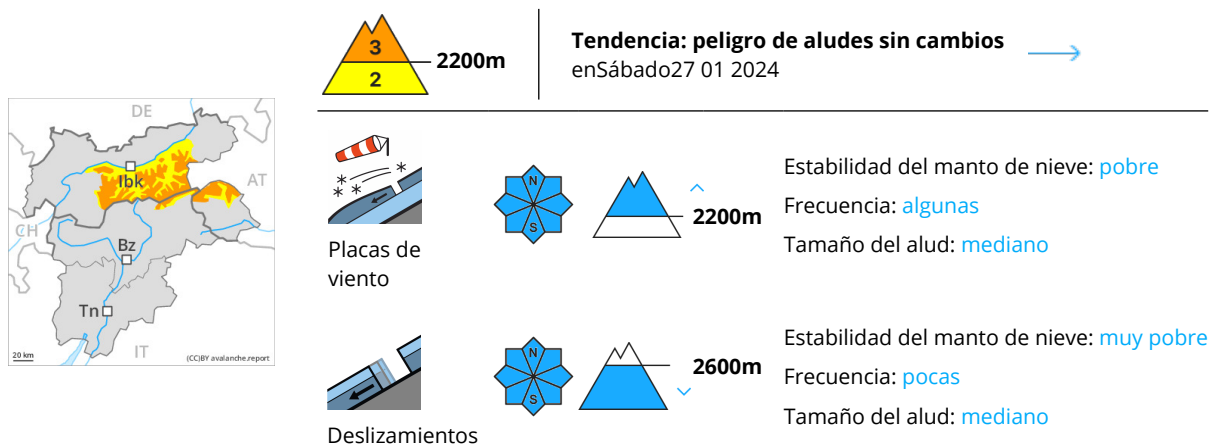 3
2
2200m
Tendencia: peligro de aludes sin cambios
enSábado27 01 2024
DE
AT
Ibk
CH
Bz
Tn
IT
20 km
(CC)BY avalanche.report
Placas de
viento
N
S
2200m
Estabilidad del manto de nieve: pobre
Frecuencia: algunas
Tamaño del alud: mediano
Deslizamientos
N
S
2600m
Estabilidad del manto de nieve: muy pobre
Frecuencia: pocas
Tamaño del alud: mediano